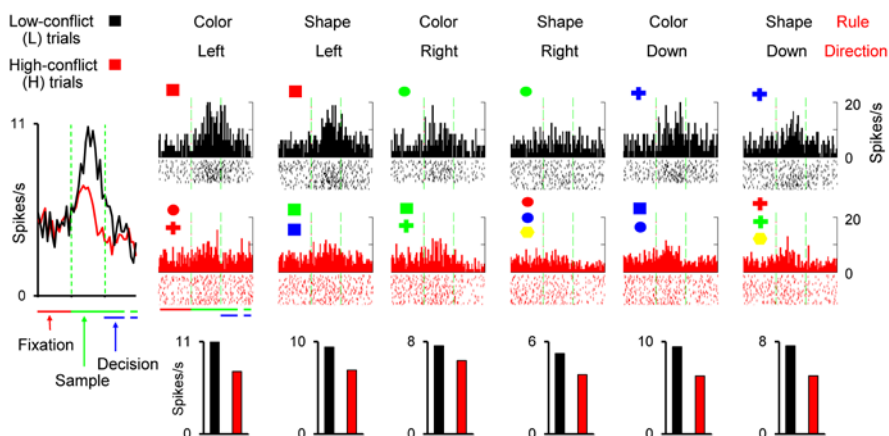 Low-conflict
(L) trials
High-conflict
(H) trials
Color Shape Color Shape Color Shape Rule
Left Left Right Right Down Down Direction
11
Spikes/s
0
20
Spikes/s
0
20
0
Fixation
Sample
Decision
11 10 8 6 10 8
Spikes/s
0 0 0 0 0 0